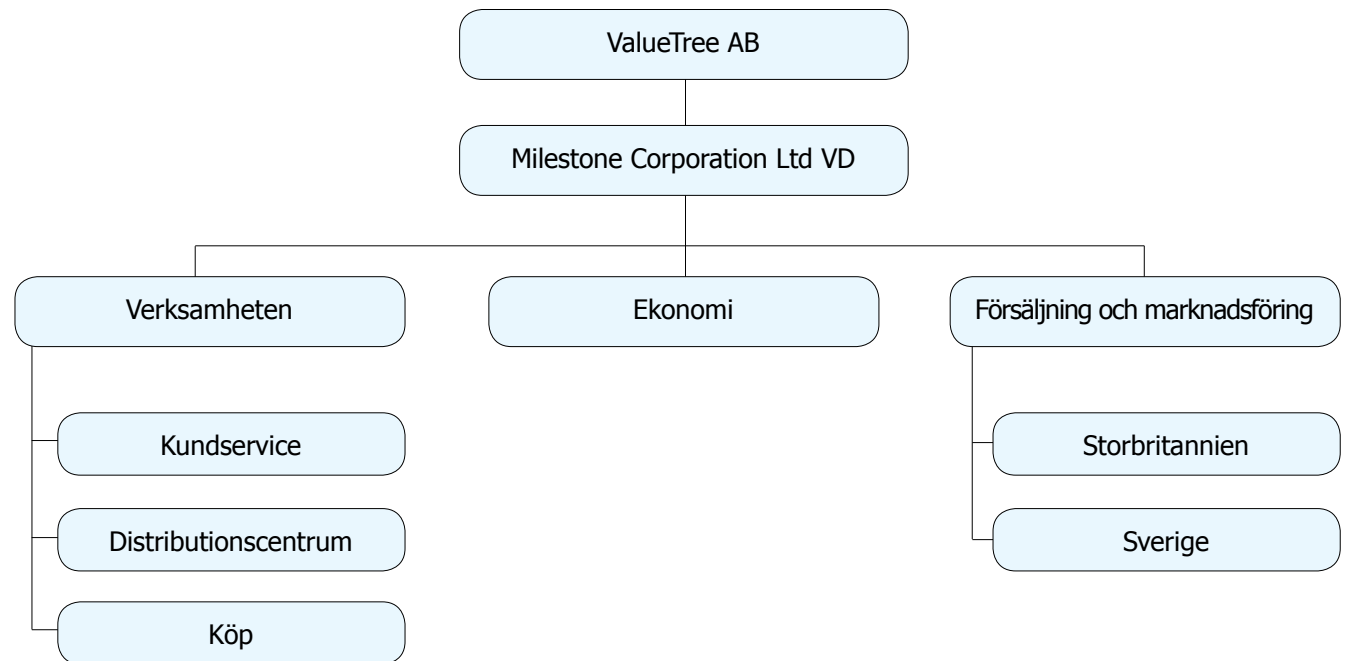 ValueTree AB
Milestone Corporation Ltd VD
Verksamheten
Ekonomi
Försäljning och marknadsföring
Kundservice
Storbritannien
Distributionscentrum
Sverige
Köp